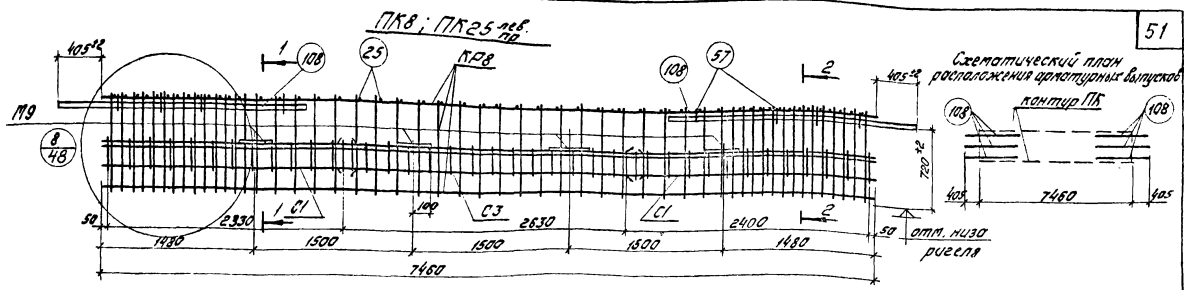 51
ПК8; ПК25 лев. пр
405±2
1
108
25
КР8
108
57
2
405±2
Схематический план
расположения арматурных выпусков
108
контур ПК
108
М9
8
48
720±2
405
7460
405
50
1
С1
100
С3
С1
2
2330
2630
2400
50
отм. низа
ригеля
1480
1500
1500
1500
1480
7460